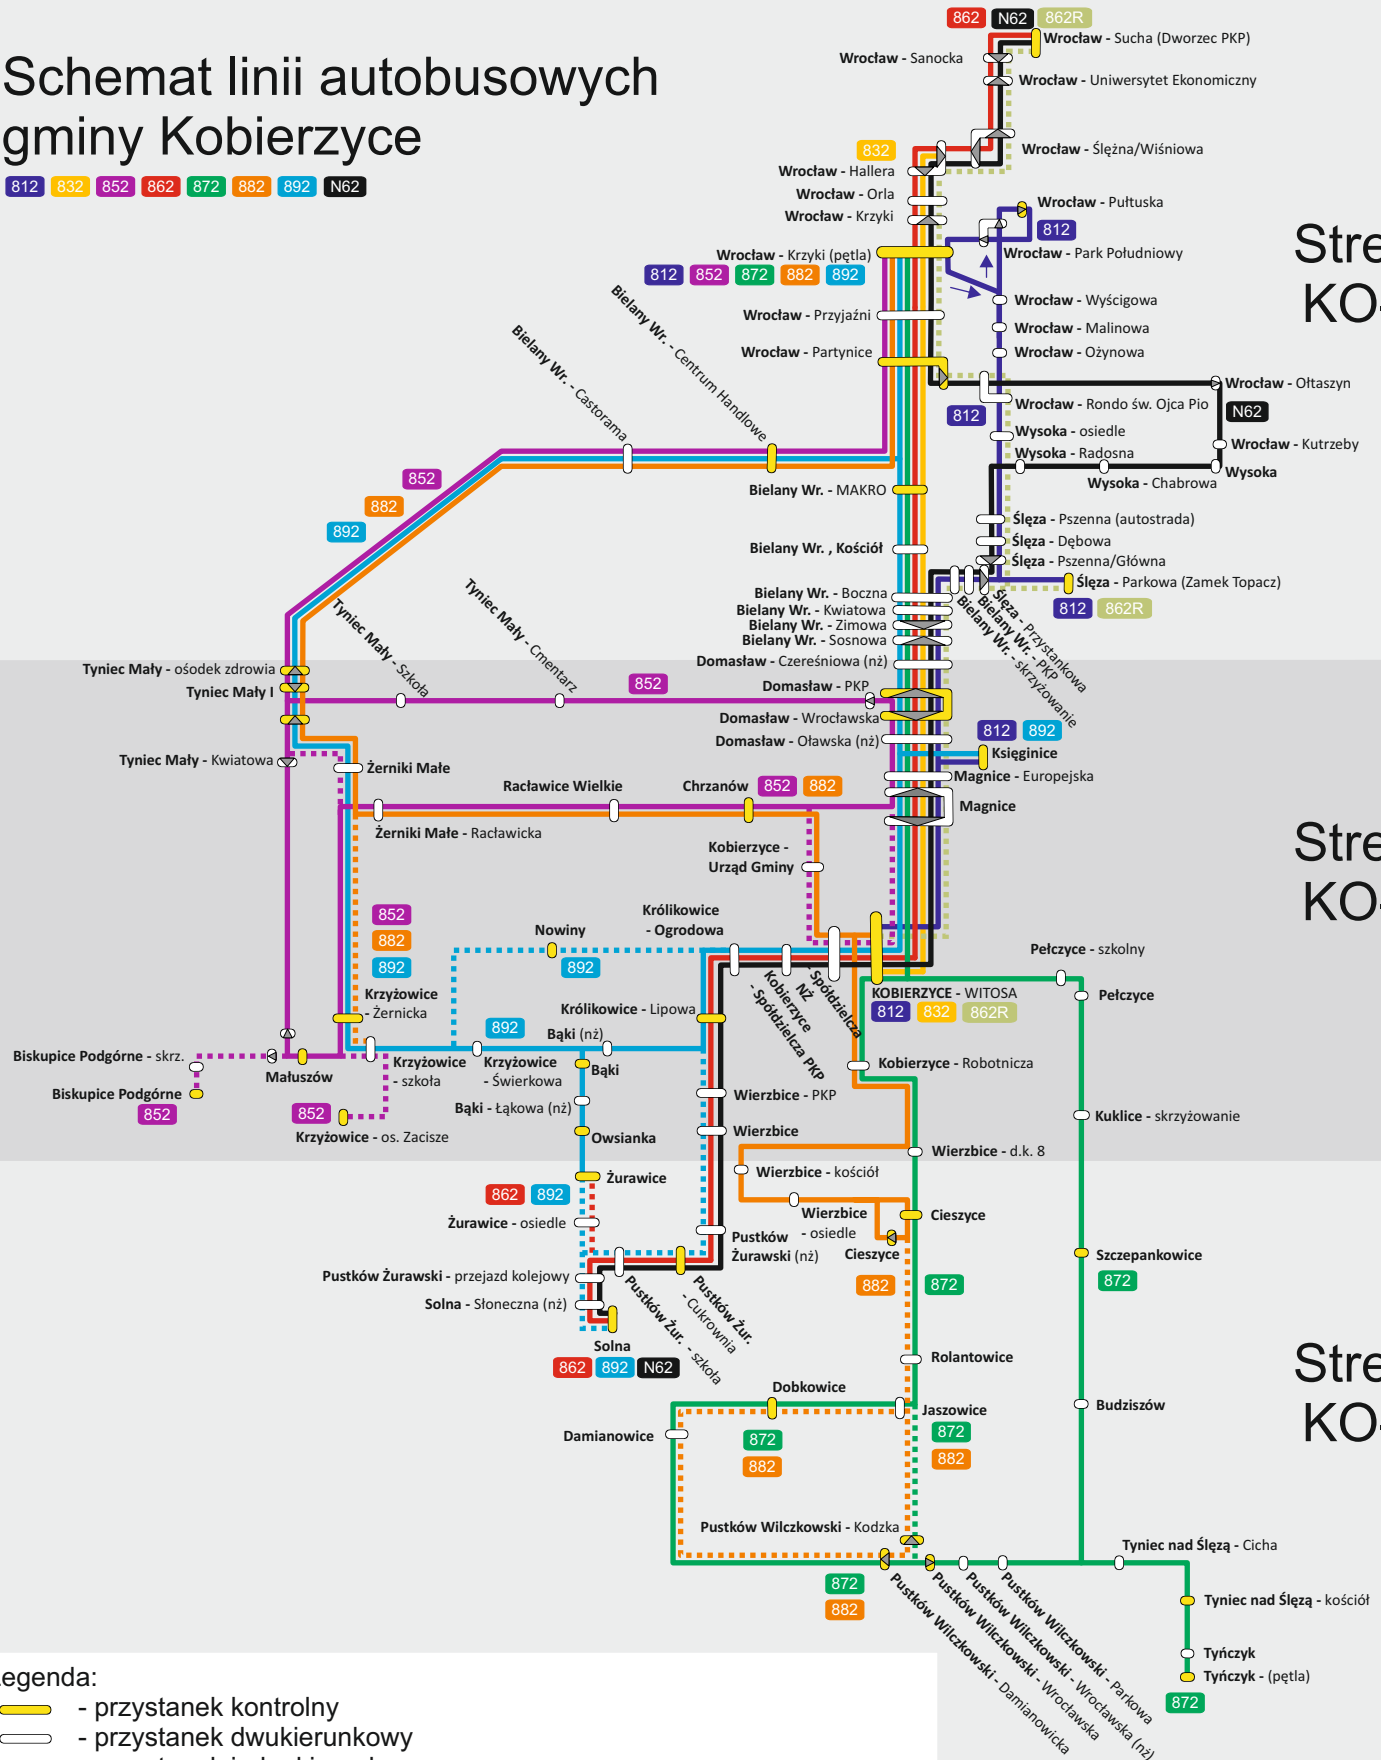 Schemat linii autobusowych
gminy Kobierzyce
812 832 852 862 872 882 892 N62
862 N62 862R
Wrocław - Sucha (Dworzec PKP)
Wrocław - Sanocka
Wrocław - Uniwersytet Ekonomiczny
832
Wrocław - Ślężna/Wiśniowa
Wrocław - Hallera
Wrocław - Orla
Wrocław - Krzyki
Wrocław - Pułtuska
812
Wrocław - Krzyki (pętla)
812 852 872 882 892
Wrocław - Park Południowy
Stre
KO-
Wrocław - Wyścigowa
Wrocław - Przyjaźni
Wrocław - Malinowa
Wrocław - Partynice
Wrocław - Ożynowa
Bielany Wr. - Centrum Handlowe
Bielany Wr. - Castorama
Wrocław - Ołtaszyn
812
Wrocław - Rondo św. Ojca Pio
N62
Wysoka - osiedle
Wrocław - Kutrzeby
Wysoka - Radosna
Wysoka
Wysoka - Chabrowa
852
882
892
Bielany Wr. - MAKRO
Ślęza - Pszenna (autostrada)
Ślęza - Dębowa
Bielany Wr. , Kościół
Ślęza - Pszenna/Główna
Ślęza - Parkowa (Zamek Topacz)
812 862R
Bielany Wr. - Boczna
Bielany Wr. - Kwiatowa
Bielany Wr. - Zimowa
Bielany Wr. - Sosnowa
Ślęza - Przystankowa
Bielany Wr. - PKP
Bielany Wr. - skrzyżowanie
Tyniec Mały - Szkoła
Tyniec Mały - Cmentarz
Tyniec Mały - ośodek zdrowia
Tyniec Mały I
852
Domasław - Czereśniowa (nż)
Domasław - PKP
Domasław - Wrocławska
Domasław - Oławska (nż)
812 892
Księginice
Tyniec Mały - Kwiatowa
Żerniki Małe
Magnice - Europejska
Racławice Wielkie
Chrzanów 852 882
Magnice
Żerniki Małe - Racławicka
Stre
KO-
Kobierzyce -
Urząd Gminy
852
882
892
Nowiny
892
Królikowice
- Ogrodowa
Pełczyce - szkolny
Krzyżowice
- Żernicka
Królikowice - Lipowa
Kobierzyce
- Spółdzielcza PKP
NŻ
- Spółdzielcza
KOBIERZYCE - WITOSA
812 832 862R
Pełczyce
892
Bąki (nż)
Biskupice Podgórne - skrz.
Małuszów
Krzyżowice
- szkoła
Krzyżowice
- Świerkowa
Bąki
Kobierzyce - Robotnicza
Biskupice Podgórne
852
852
Krzyżowice - os. Zacisze
Bąki - Łąkowa (nż)
Wierzbice - PKP
Owsianka
Wierzbice
Kuklice - skrzyżowanie
Wierzbice - d.k. 8
Żurawice
Wierzbice - kościół
862 892
Żurawice - osiedle
Wierzbice
- osiedle
Cieszyce
Cieszyce
Pustków
Żurawski (nż)
Szczepankowice
872
Pustków Żurawski - przejazd kolejowy
882 872
Solna - Słoneczna (nż)
Pustków Żur.
- Cukrownia
Pustków Żur. - szkoła
Solna
862 892 N62
Rolantowice
Stre
KO-
Dobkowice
Jaszowice
872
882
Budziszów
Damianowice
872
882
Pustków Wilczkowski - Kodzka
Tyniec nad Ślęzą - Cicha
872
882
Pustków Wilczkowski - Damianowicka
Pustków Wilczkowski - Wrocławska
Pustków Wilczkowski - Wrocławska (nż)
Pustków Wilczkowski - Parkowa
Tyniec nad Ślęzą - kościół
Tyńczyk
Tyńczyk - (pętla)
872
egenda:
- przystanek kontrolny
- przystanek dwukierunkowy